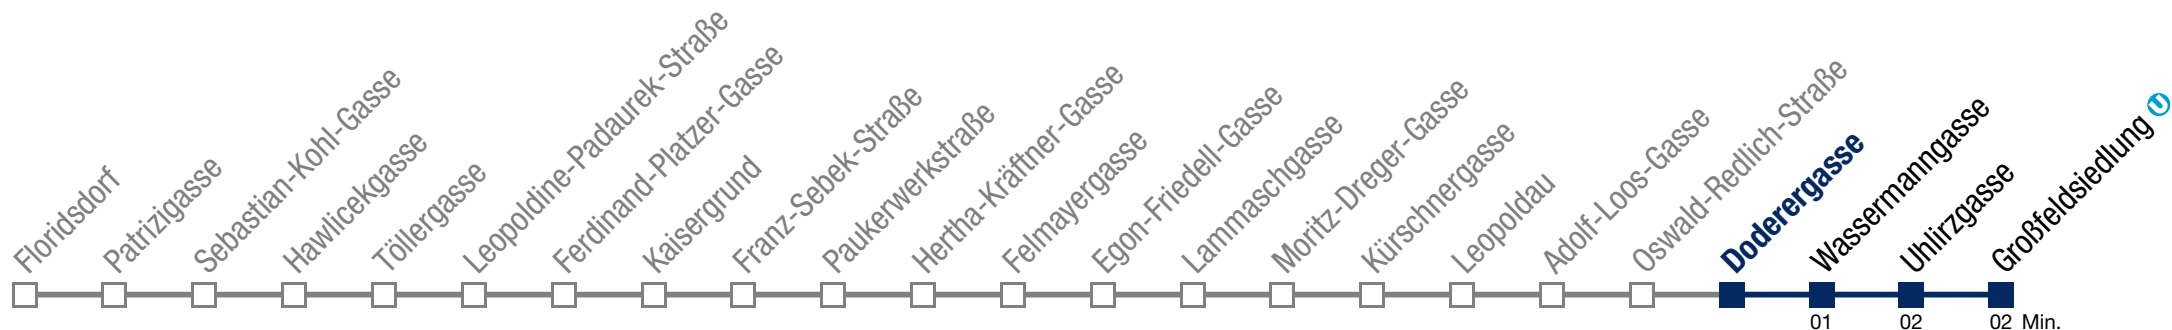 Floridsdorf
Patrizigasse
Sebastian-Kohl-Gasse
Hawlicekgasse
Töllergasse
Leopoldine-Padaurek-Straße
Ferdinand-Platzer-Gasse
Kaisergrund
Franz-Sebek-Straße
Paukerwerkstraße
Hertha-Kräftner-Gasse
Felmayergasse
Egon-Friedell-Gasse
Lammaschgasse
Moritz-Dreger-Gasse
Kürschnergasse
Leopoldau
Adolf-Loos-Gasse
Oswald-Redlich-Straße
Doderergasse
Wassermanngasse
Uhlirzgasse
Großfeldsiedlung U
01 02 02 Min.